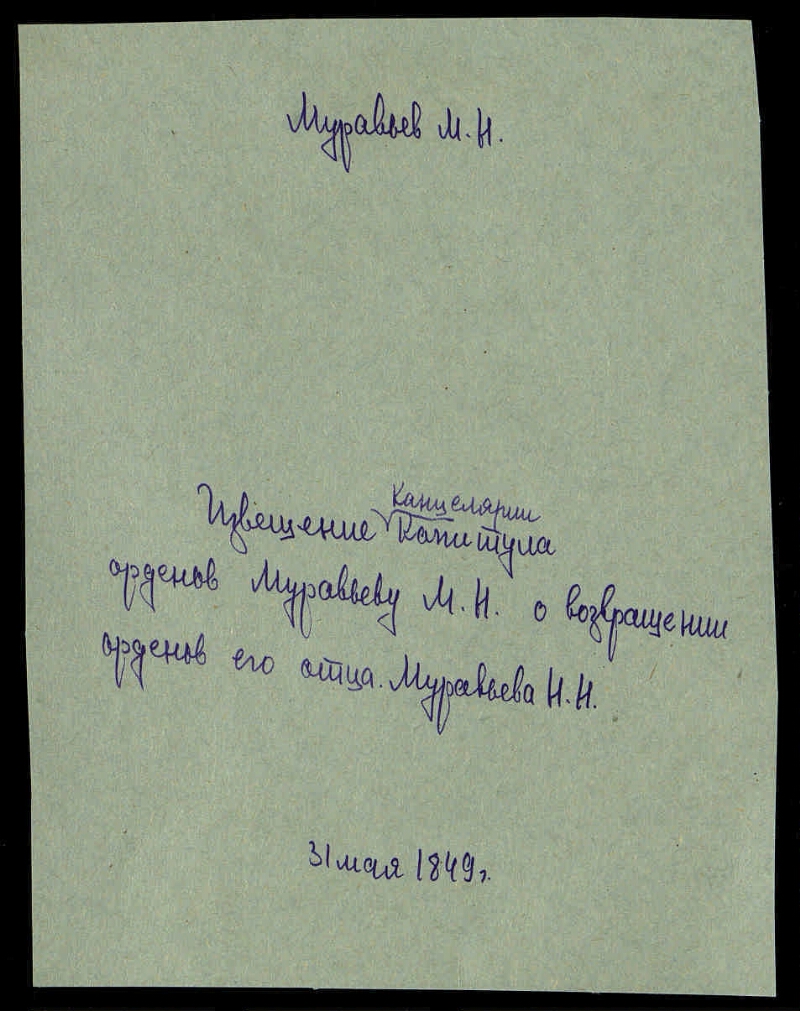 Муравьев М. Н.
Канцелярии
Извещение Капитула
орденов Муравьеву М. Н. о возвращении
орденов его отца. Муравьева Н. Н.
31 мая 1849 г.